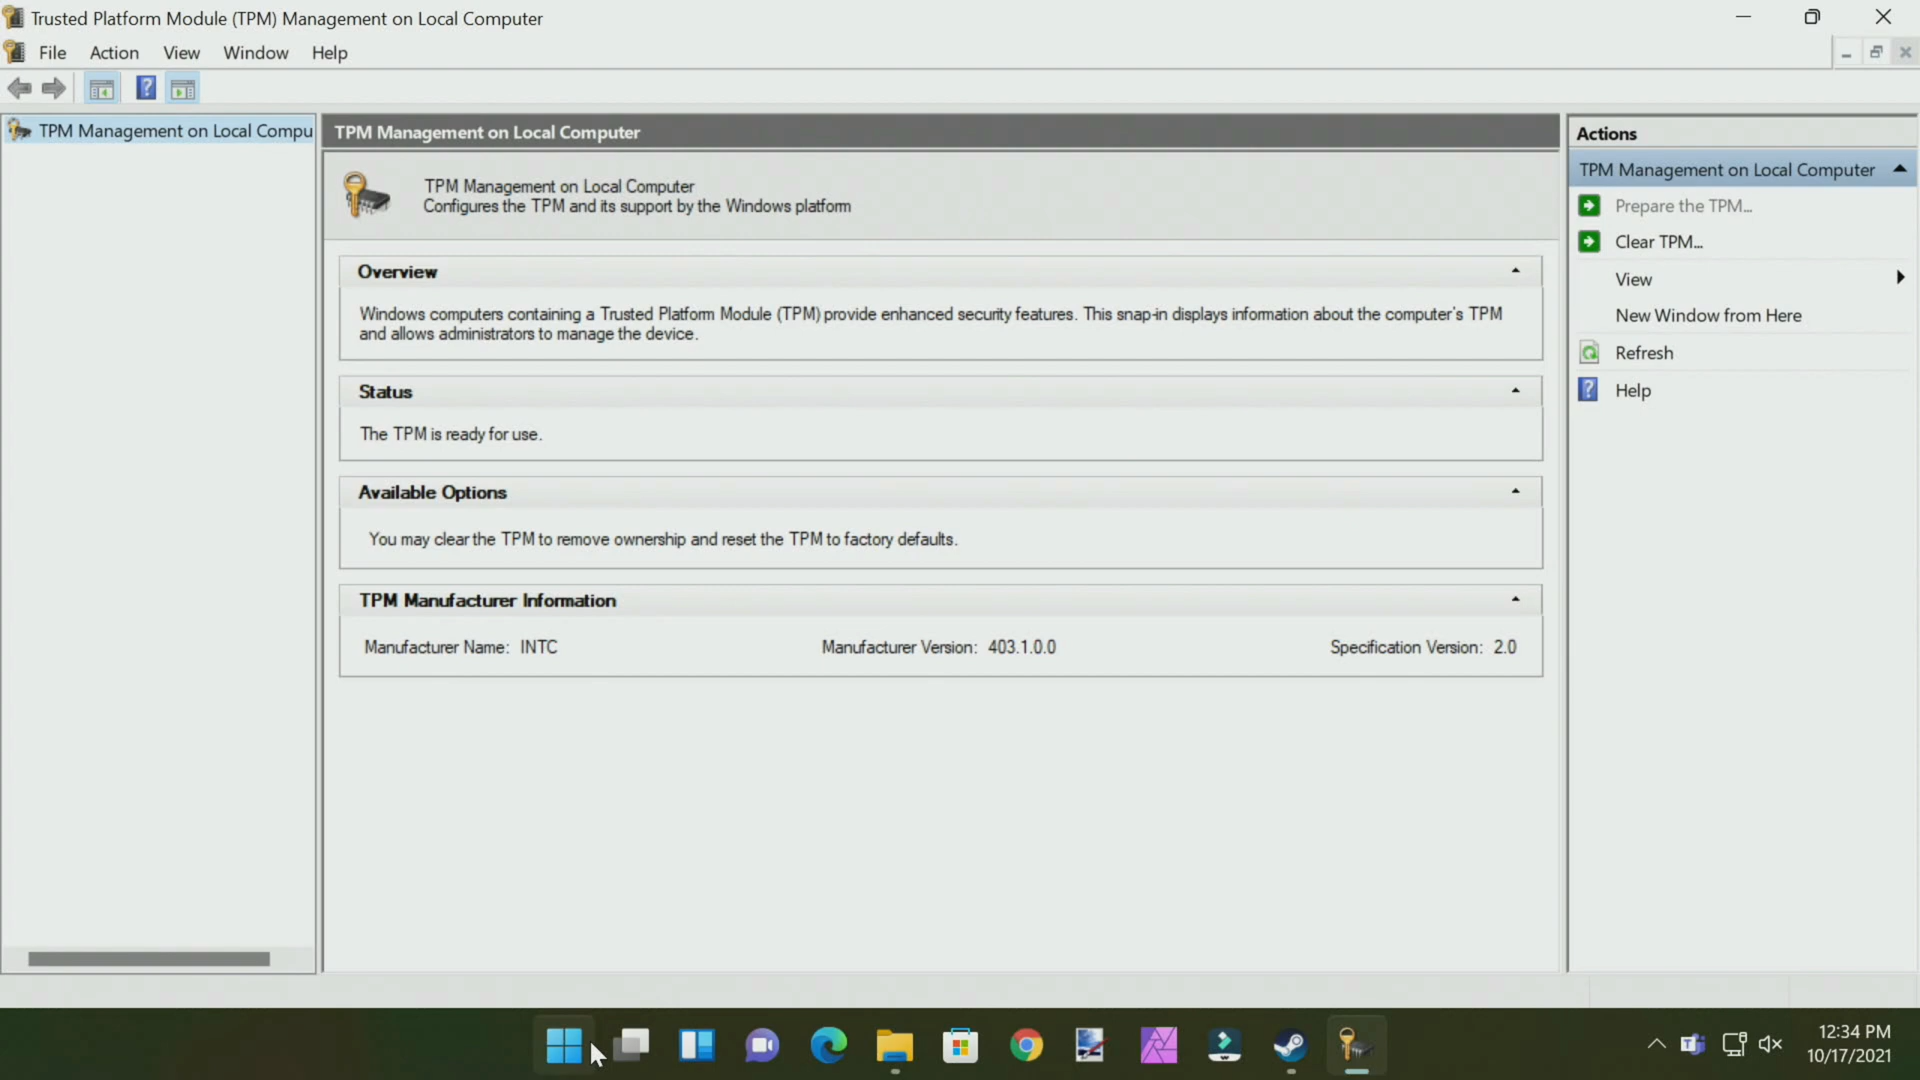 Trusted Platform Module (TPM) Management on Local Computer
File Action View Window Help
TPM Management on Local Compu
TPM Management on Local Computer
TPM Management on Local Computer
Configures the TPM and its support by the Windows platform
Overview
Windows computers containing a Trusted Platform Module (TPM) provide enhanced security features. This snap-in displays information about the computer's TPM
and allows administrators to manage the device.
Status
The TPM is ready for use.
Available Options
You may clear the TPM to remove ownership and reset the TPM to factory defaults.
TPM Manufacturer Information
Manufacturer Name: INTC Manufacturer Version: 403.1.0.0 Specification Version: 2.0
Actions
TPM Management on Local Computer
Prepare the TPM...
Clear TPM...
View
New Window from Here
Refresh
Help
12:34 PM
10/17/2021